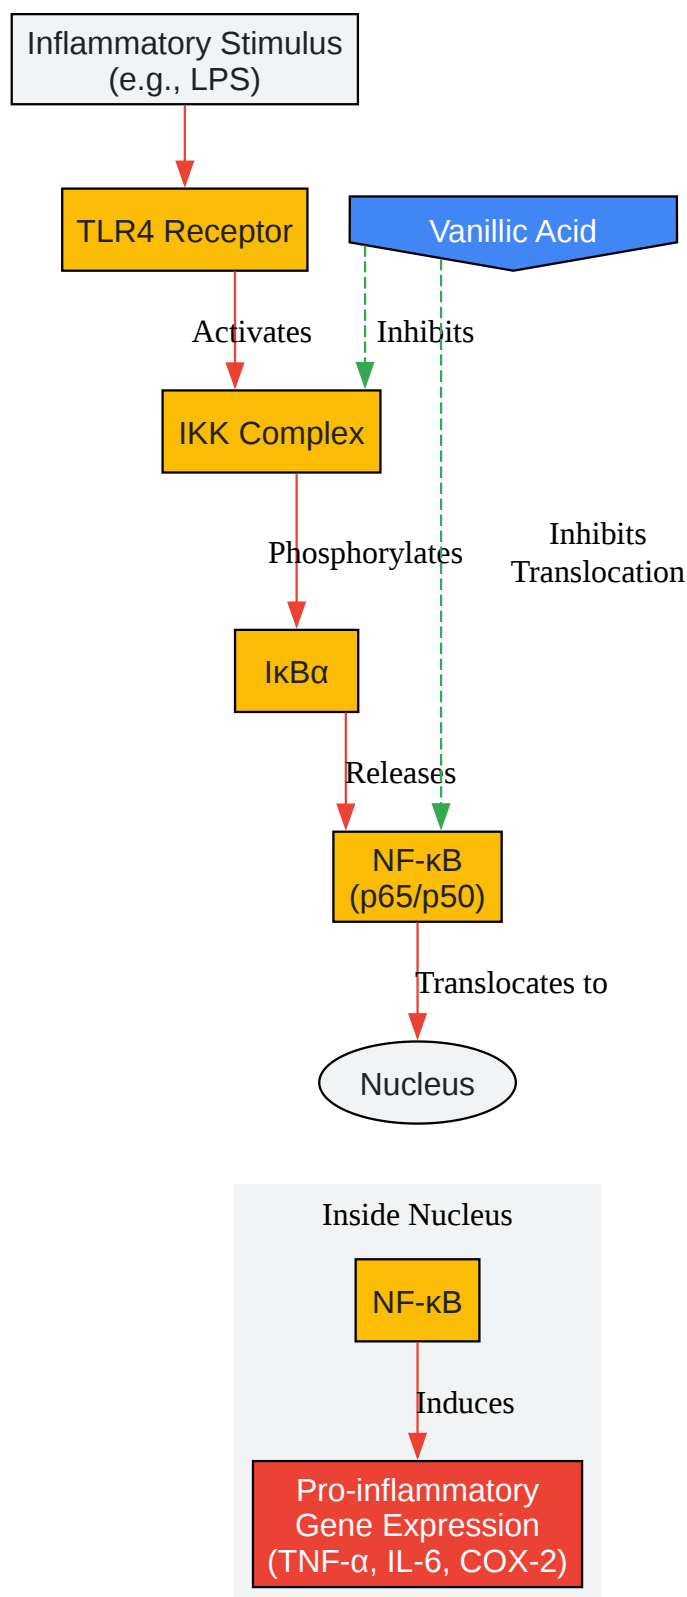 Inflammatory Stimulus
(e.g., LPS)
TLR4 Receptor
Vanillic Acid
Activates
Inhibits
IKK Complex
Inhibits
Translocation
Phosphorylates
IκBα
Releases
NF-κB
(p65/p50)
Translocates to
Nucleus
Inside Nucleus
NF-κB
Induces
Pro-inflammatory
Gene Expression
(TNF-α, IL-6, COX-2)